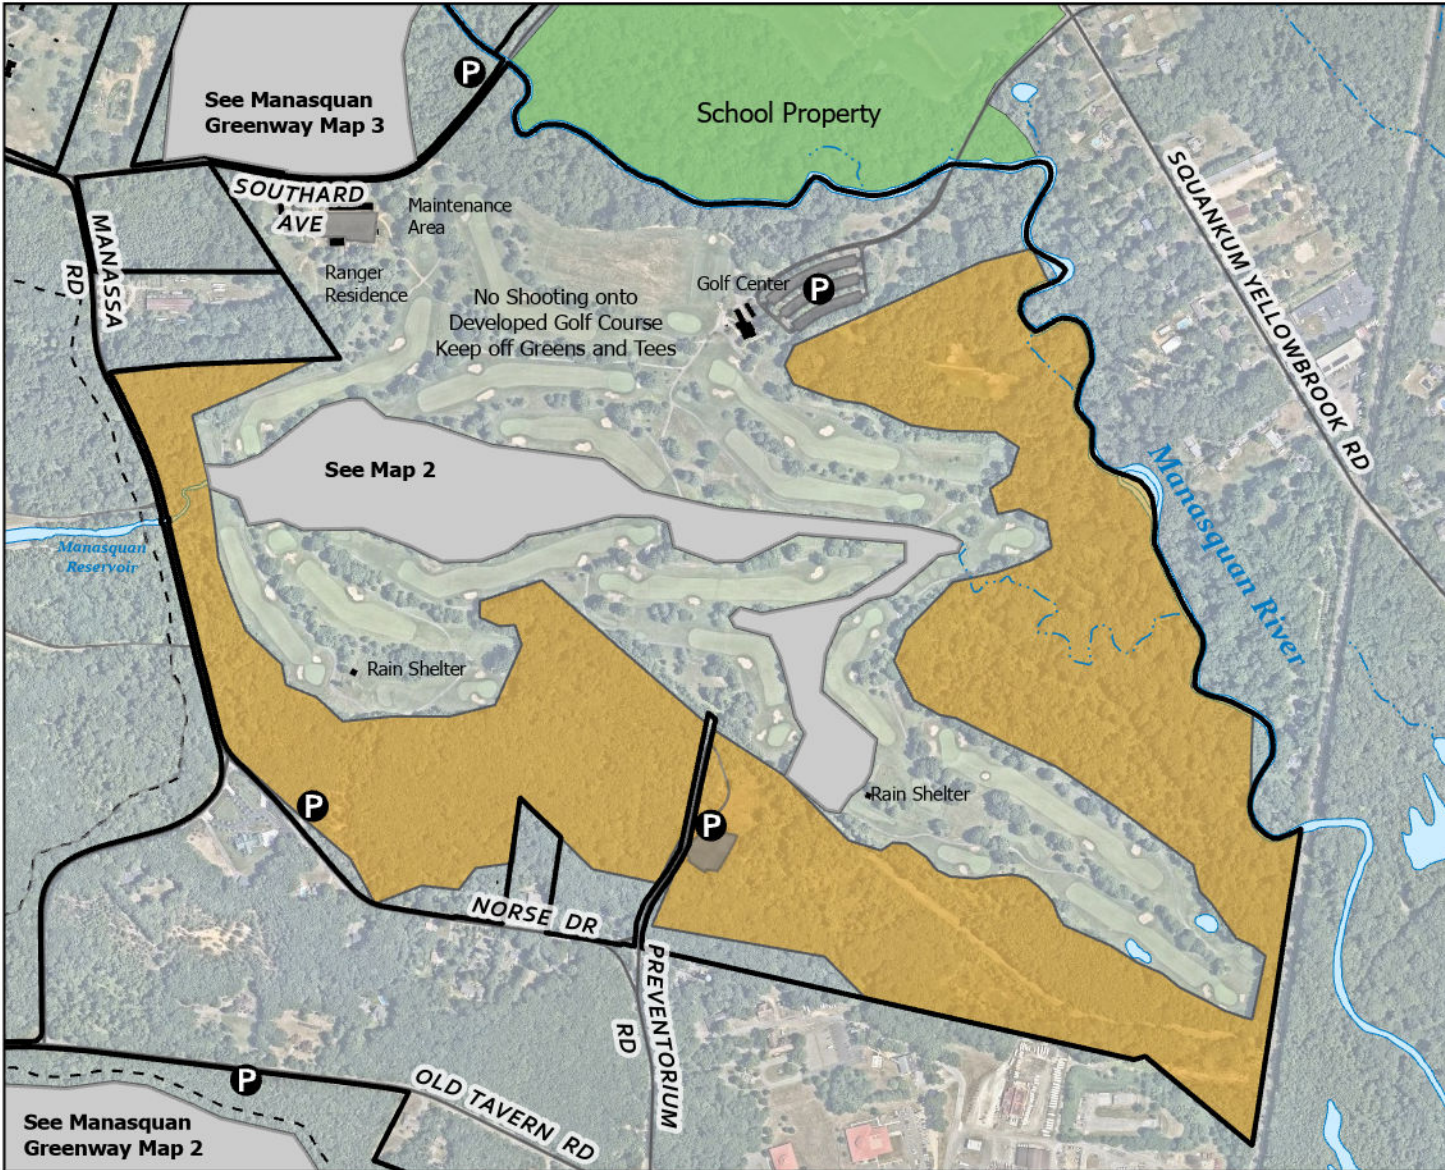 P
See Manasquan
Greenway Map 3
School Property
SOUTHARD
AVE
Maintenance
Area
MANASSA
RD
Ranger
Residence
No Shooting onto
Developed Golf Course
Keep off Greens and Tees
Golf Center
P
SQUANKUM YELLOWBROOK RD
See Map 2
Manasquan River
Manasquan
Reservoir
Rain Shelter
Rain Shelter
P
P
NORSE DR
PREVENTORIUM
RD
P
OLD TAVERN RD
See Manasquan
Greenway Map 2